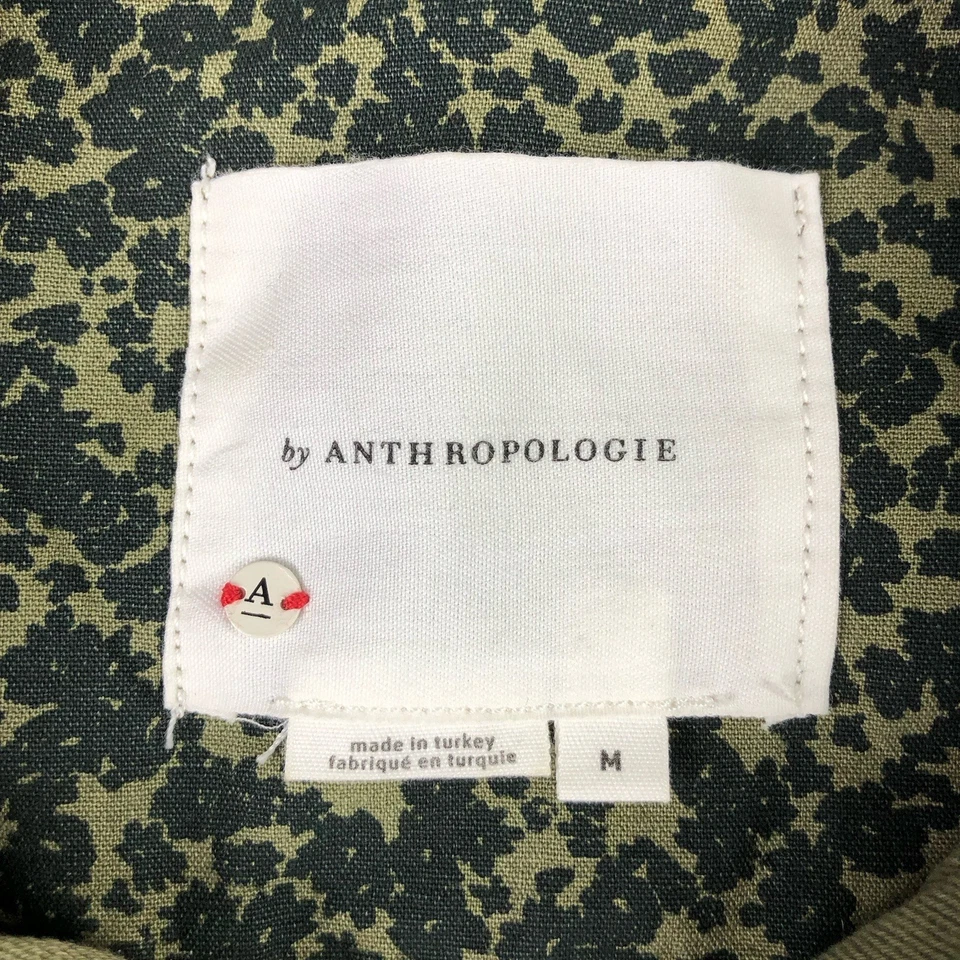 by ANTHROPOLOGIE
A
made in turkey
fabriqué en turquie
M